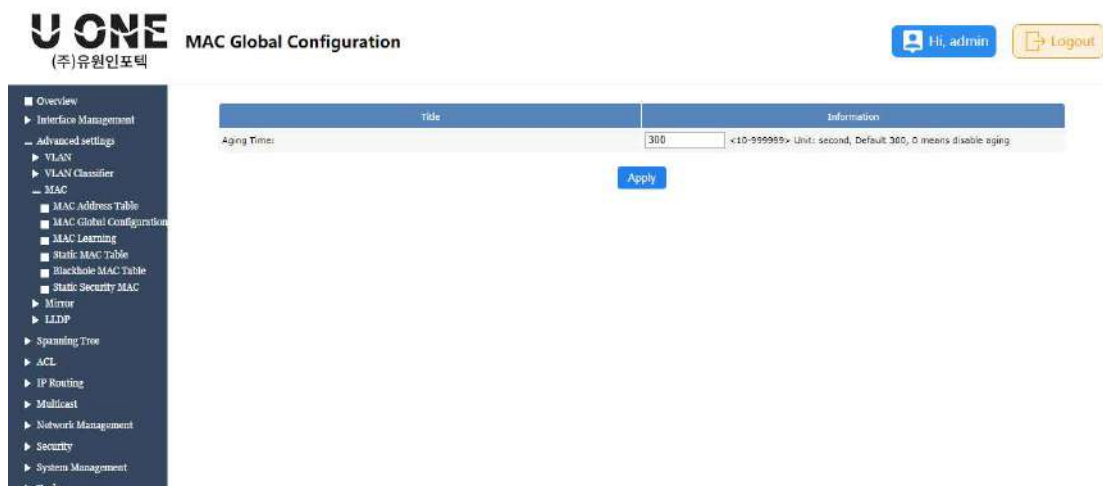 U ONE
(주)유원인포텍
MAC Global Configuration
Hi, admin
Logout
Overview
Interface Management
Advanced settings
VLAN
VLAN Classifier
MAC
MAC Address Table
MAC Global Configuration
MAC Learning
Static MAC Table
Blackhole MAC Table
Static Security MAC
Mirror
LLDP
Spanning Tree
ACL
IP Routing
Multicast
Network Management
Security
System Management
Title Information
Aging Time: 300 <10-999999> Unit: second, Default 300, 0 means disable aging
Apply